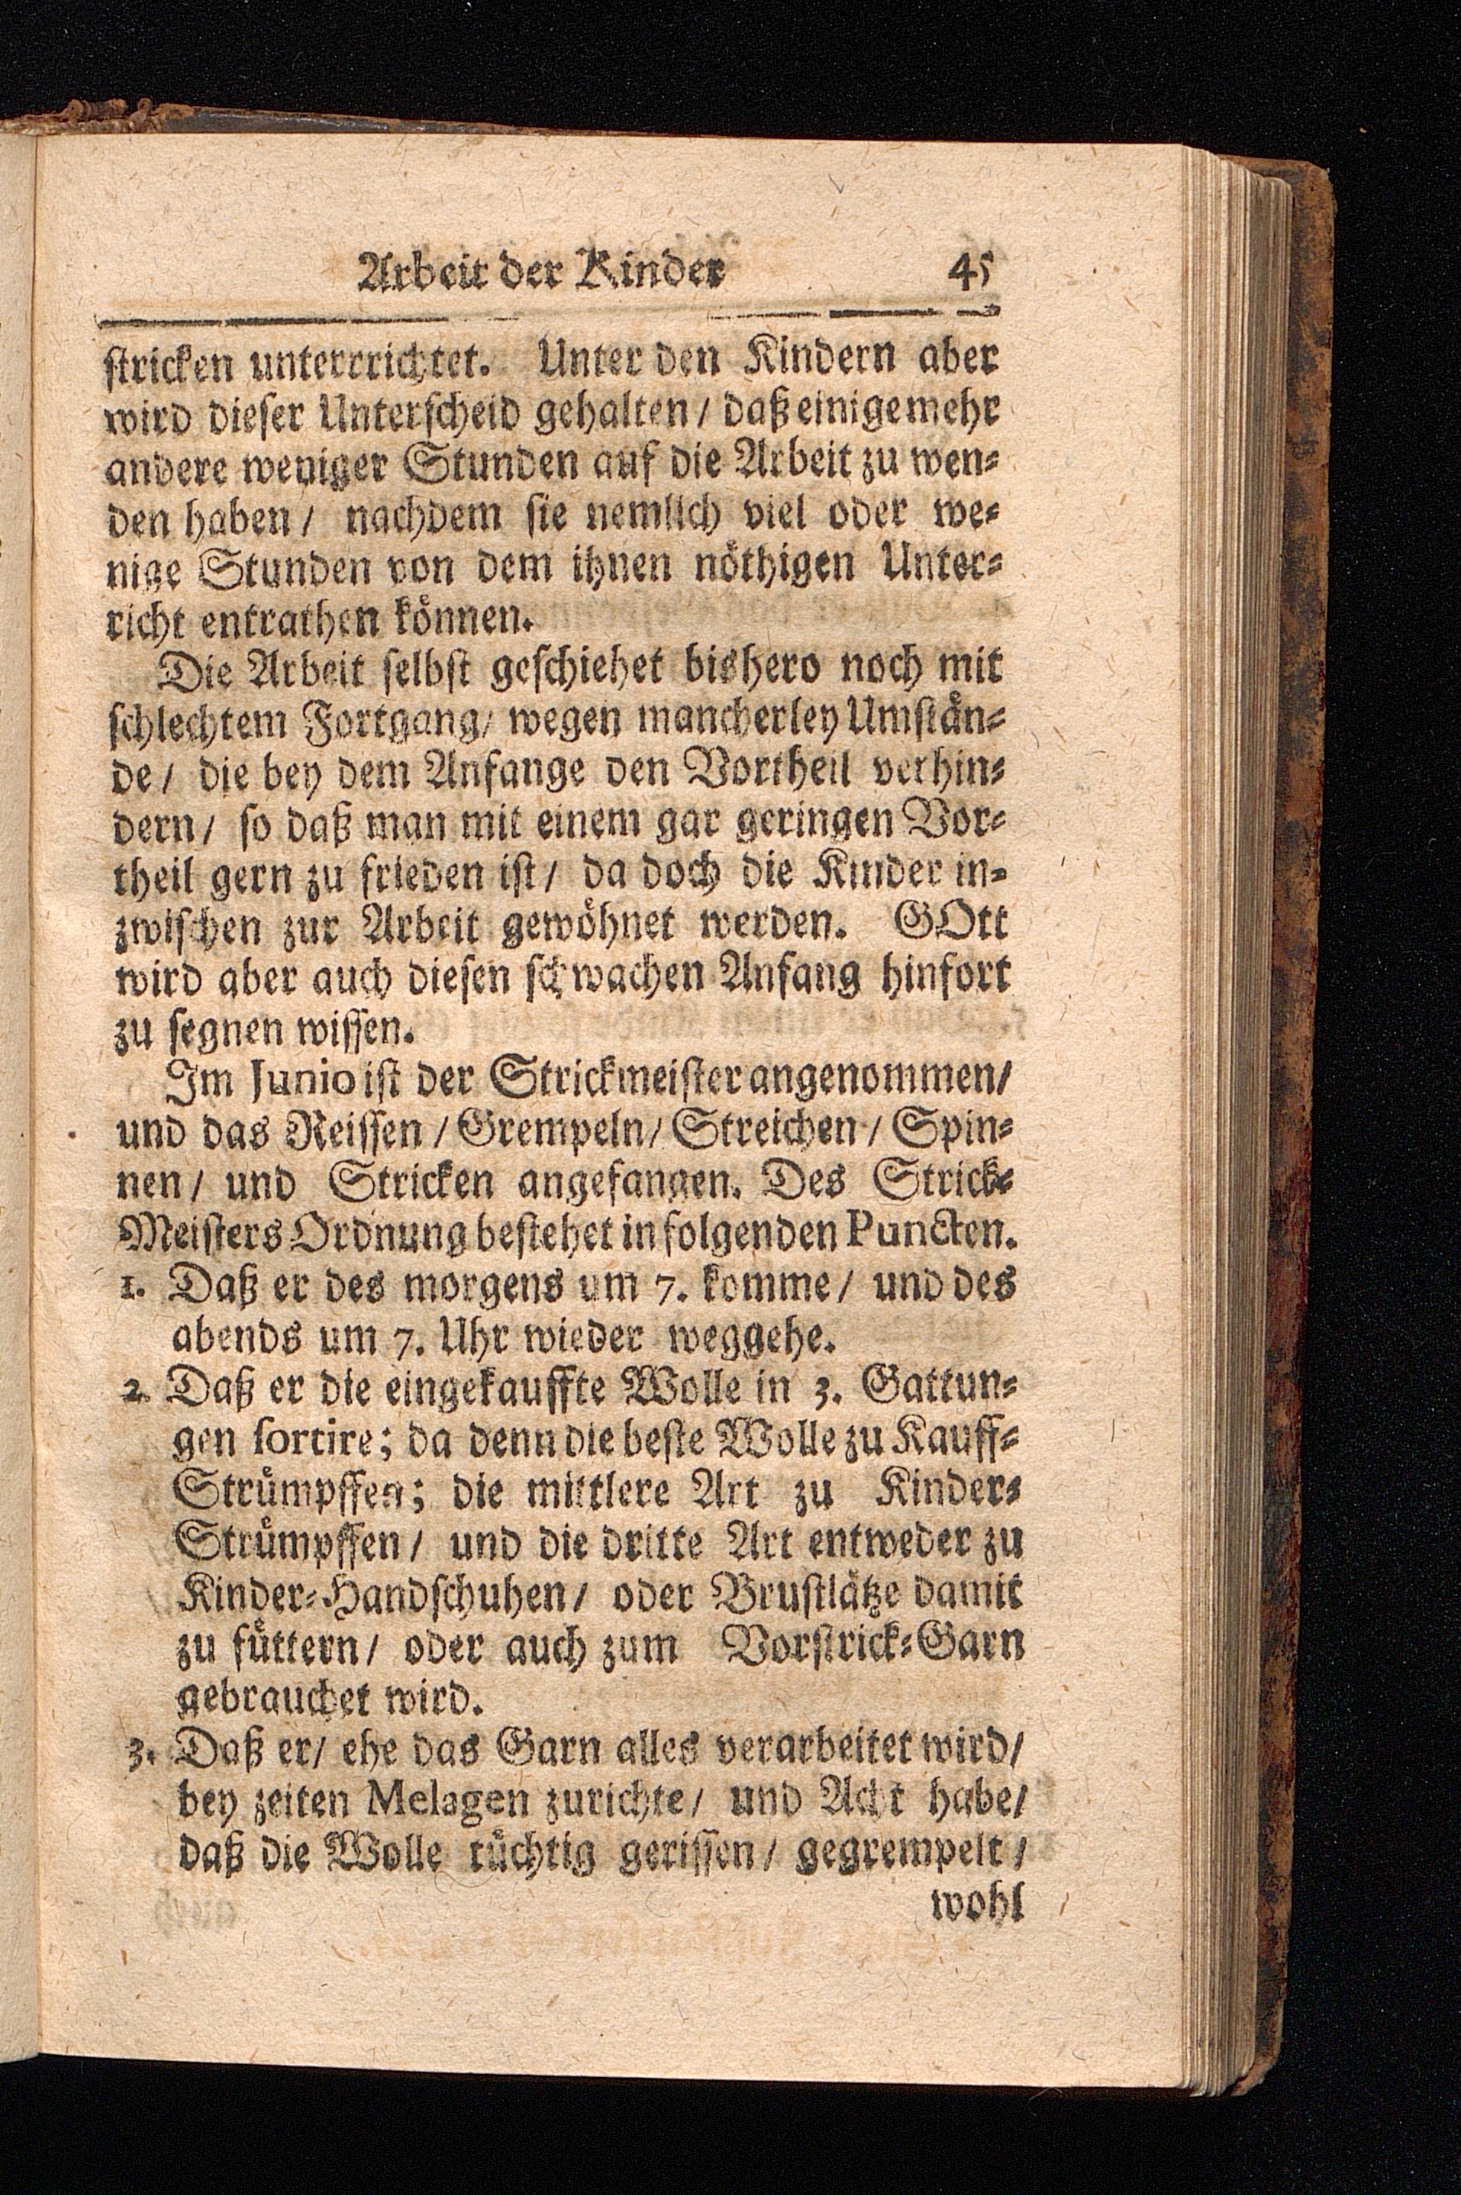 Arbeit der Kinder 45
stricken unterrrichtet. Unter den Kindern aber
wird dieser Unterscheid gehalten / daß einige mehr
andere weniger Stunden auf die Arbeit zu wen-
den haben / nachdem sie nemlich viel oder we-
nige Stunden von dem ihnen nöthigen Unter-
richt entrathen können.
Die Arbeit selbst geschiehet bishero noch mit
schlechtem Fortgang / wegen mancherley Umstän-
de / die bey dem Anfange den Vortheil verhin-
dern / so daß man mit einem gar geringen Vor-
theil gern zu frieden ist / da doch die Kinder in-
zwischen zur Arbeit gewöhnet werden. GOtt
wird aber auch diesen schwachen Anfang hinfort
zu segnen wissen.
Im Junio ist der Strickmeister angenommen /
und das Reissen / Grempeln / Streichen / Spin-
nen / und Stricken angefangen. Des Strick-
Meisters Ordnung bestehet in folgenden Puncten.
1. Daß er des morgens um 7. komme / und des
abends um 7. Uhr wieder weggehe.
2. Daß er die eingekauffte Wolle in 3. Gattun-
gen sortire; da denn die beste Wolle zu Kauff-
Strümpffen; die mittlere Art zu Kinder-
Strümpffen / und die dritte Art entweder zu
Kinder-Handschuhen / oder Brustlätze damit
zu füttern / oder auch zum Vorstrick-Garn
gebrauchet wird.
3. Daß er / ehe das Garn alles verarbeitet wird /
bey zeiten Melagen zurichte / und Acht habe /
daß die Wolle tüchtig gerissen / gegrempelt /
wohl